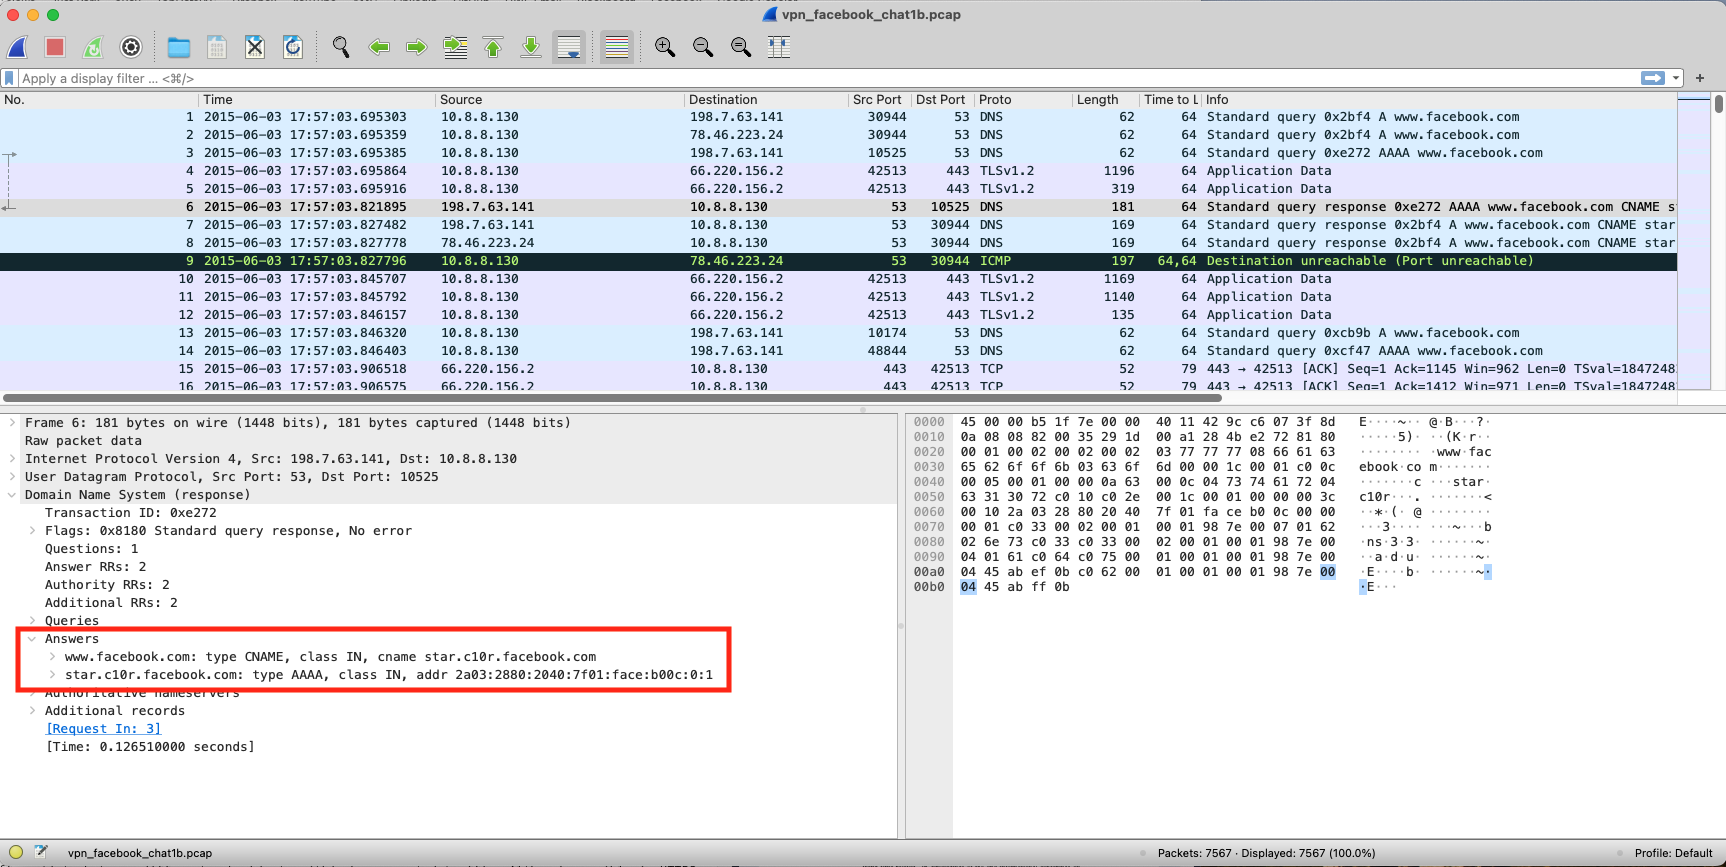 vpn_facebook_chat1b.pcap
Apply a display filter ... <⌘/>
+
No. Time Source Destination Src Port Dst Port Proto Length Time to L Info
1 2015-06-03 17:57:03.695303 10.8.8.130 198.7.63.141 30944 53 DNS 62 64 Standard query 0x2bf4 A www.facebook.com
2 2015-06-03 17:57:03.695359 10.8.8.130 78.46.223.24 30944 53 DNS 62 64 Standard query 0x2bf4 A www.facebook.com
3 2015-06-03 17:57:03.695385 10.8.8.130 198.7.63.141 10525 53 DNS 62 64 Standard query 0xe272 AAAA www.facebook.com
4 2015-06-03 17:57:03.695864 10.8.8.130 66.220.156.2 42513 443 TLSv1.2 1196 64 Application Data
5 2015-06-03 17:57:03.695916 10.8.8.130 66.220.156.2 42513 443 TLSv1.2 319 64 Application Data
6 2015-06-03 17:57:03.821895 198.7.63.141 10.8.8.130 53 10525 DNS 181 64 Standard query response 0xe272 AAAA www.facebook.com CNAME s
7 2015-06-03 17:57:03.827482 198.7.63.141 10.8.8.130 53 30944 DNS 169 64 Standard query response 0x2bf4 A www.facebook.com CNAME star
8 2015-06-03 17:57:03.827778 78.46.223.24 10.8.8.130 53 30944 DNS 169 64 Standard query response 0x2bf4 A www.facebook.com CNAME star
9 2015-06-03 17:57:03.827796 10.8.8.130 78.46.223.24 53 30944 ICMP 197 64,64 Destination unreachable (Port unreachable)
10 2015-06-03 17:57:03.845707 10.8.8.130 66.220.156.2 42513 443 TLSv1.2 1169 64 Application Data
11 2015-06-03 17:57:03.845792 10.8.8.130 66.220.156.2 42513 443 TLSv1.2 1140 64 Application Data
12 2015-06-03 17:57:03.846157 10.8.8.130 66.220.156.2 42513 443 TLSv1.2 135 64 Application Data
13 2015-06-03 17:57:03.846320 10.8.8.130 198.7.63.141 10174 53 DNS 62 64 Standard query 0xcb9b A www.facebook.com
14 2015-06-03 17:57:03.846403 10.8.8.130 198.7.63.141 48844 53 DNS 62 64 Standard query 0xcf47 AAAA www.facebook.com
15 2015-06-03 17:57:03.906518 66.220.156.2 10.8.8.130 443 42513 TCP 52 79 443 → 42513 [ACK] Seq=1 Ack=1145 Win=962 Len=0 TSval=1847248
16 2015-06-03 17:57:03.906575 66.220.156.2 10.8.8.130 443 42513 TCP 52 79 443 → 42513 [ACK] Seq=1 Ack=1412 Win=971 Len=0 TSval=1847248
Frame 6: 181 bytes on wire (1448 bits), 181 bytes captured (1448 bits)
Raw packet data
Internet Protocol Version 4, Src: 198.7.63.141, Dst: 10.8.8.130
User Datagram Protocol, Src Port: 53, Dst Port: 10525
Domain Name System (response)
Transaction ID: 0xe272
Flags: 0x8180 Standard query response, No error
Questions: 1
Answer RRs: 2
Authority RRs: 2
Additional RRs: 2
Queries
Answers
www.facebook.com: type CNAME, class IN, cname star.c10r.facebook.com
star.c10r.facebook.com: type AAAA, class IN, addr 2a03:2880:2040:7f01:face:b00c:0:1
Authoritative nameservers
Additional records
[Request In: 3]
[Time: 0.126510000 seconds]
0000 45 00 00 b5 1f 7e 00 00 40 11 42 9c c6 07 3f 8d E····~·· @·B···?·
0010 0a 08 08 82 00 35 29 1d 00 a1 28 4b e2 72 81 80 ·····5)· ··(K·r··
0020 00 01 00 02 00 02 00 02 03 77 77 77 08 66 61 63 ········ ·www·fac
0030 65 62 6f 6f 6b 03 63 6f 6d 00 00 1c 00 01 c0 0c ebook·co m·······
0040 00 05 00 01 00 00 0a 63 00 0c 04 73 74 61 72 04 ·······c ···star·
0050 63 31 30 72 c0 10 c0 2e 00 1c 00 01 00 00 00 3c c10r···. ·······<
0060 00 10 2a 03 28 80 20 40 7f 01 fa ce b0 0c 00 00 ··*·(· @ ········
0070 00 01 c0 33 00 02 00 01 00 01 98 7e 00 07 01 62 ···3···· ···~···b
0080 02 6e 73 c0 33 c0 33 00 02 00 01 00 01 98 7e 00 ·ns·3·3· ······~·
0090 04 01 61 c0 64 c0 75 00 01 00 01 00 01 98 7e 00 ··a·d·u· ······~·
00a0 04 45 ab ef 0b c0 62 00 01 00 01 00 01 98 7e 00 ·E····b· ······~·
00b0 04 45 ab ff 0b ·E···
vpn_facebook_chat1b.pcap
Packets: 7567 · Displayed: 7567 (100.0%)
Profile: Default